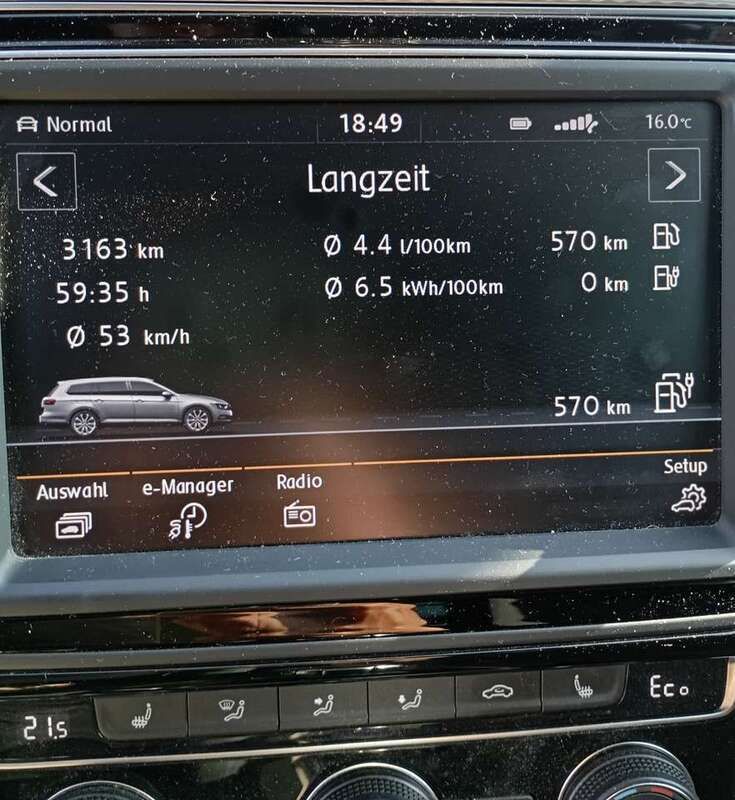 Normal 18:49 16.0°C
Langzeit
3163 km Ø 4.4 l/100km 570 km
59:35 h Ø 6.5 kWh/100km 0 km
Ø 53 km/h
570 km
Auswahl e-Manager Radio Setup
21.5 Eco